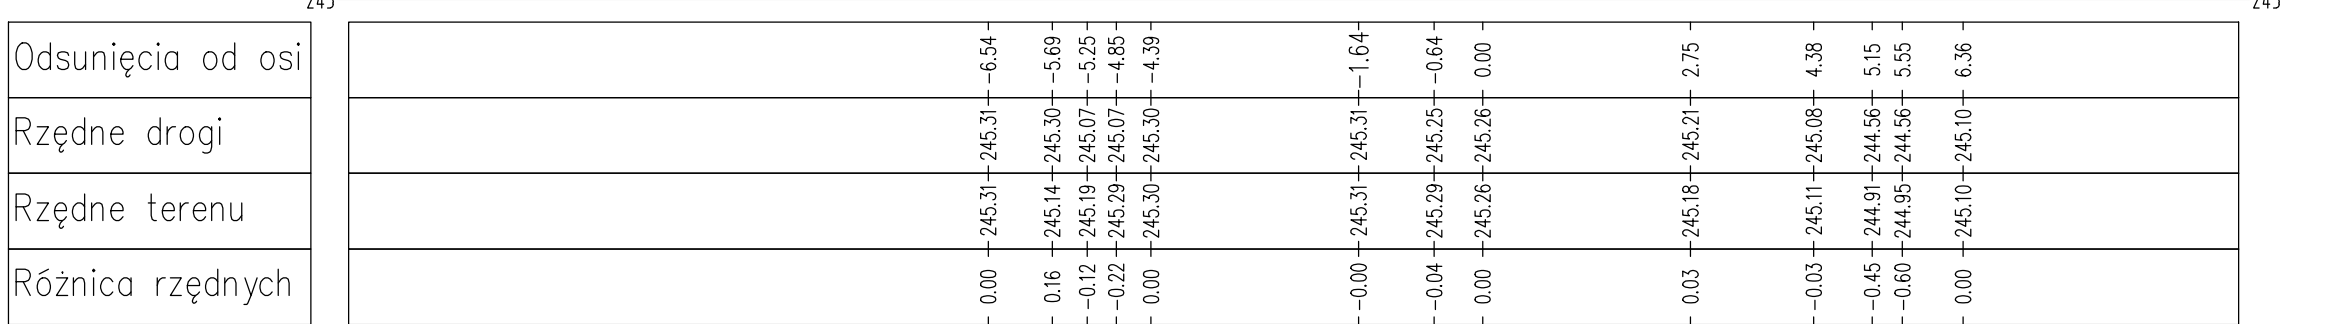 245 245
Odsunięcia od osi -6.54 -5.69 -5.25 -4.85 -4.39 -1.64 -0.64 0.00 2.75 4.38 5.15 5.55 6.36
Rzędne drogi 245.31 245.30 245.07 245.07 245.30 245.31 245.25 245.26 245.21 245.08 244.56 244.56 245.10
Rzędne terenu 245.31 245.14 245.19 245.29 245.30 245.31 245.29 245.26 245.18 245.11 244.91 244.95 245.10
Różnica rzędnych 0.00 0.16 -0.12 -0.22 0.00 -0.00 -0.04 0.00 0.03 -0.03 -0.45 -0.60 0.00